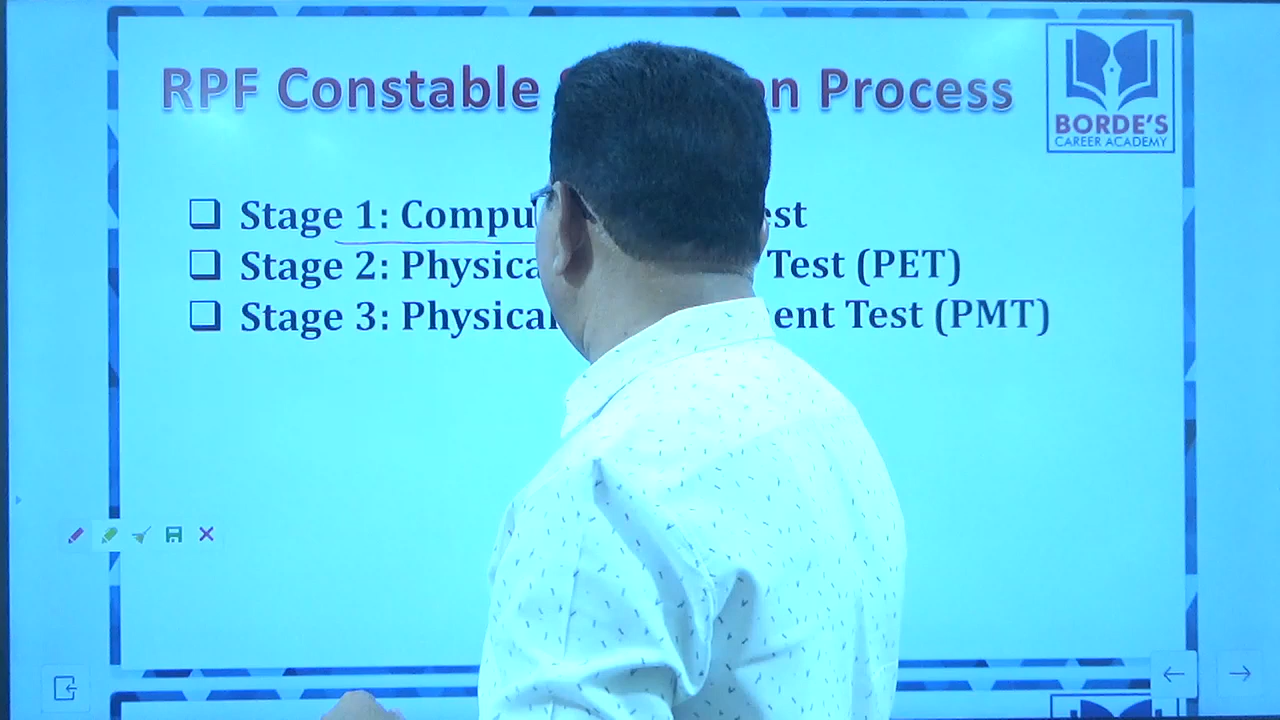 RPF Constable Process
BORDE'S
CAREER ACADEMY
Stage 1: Compu est
Stage 2: Physica Test (PET)
Stage 3: Physical ent Test (PMT)